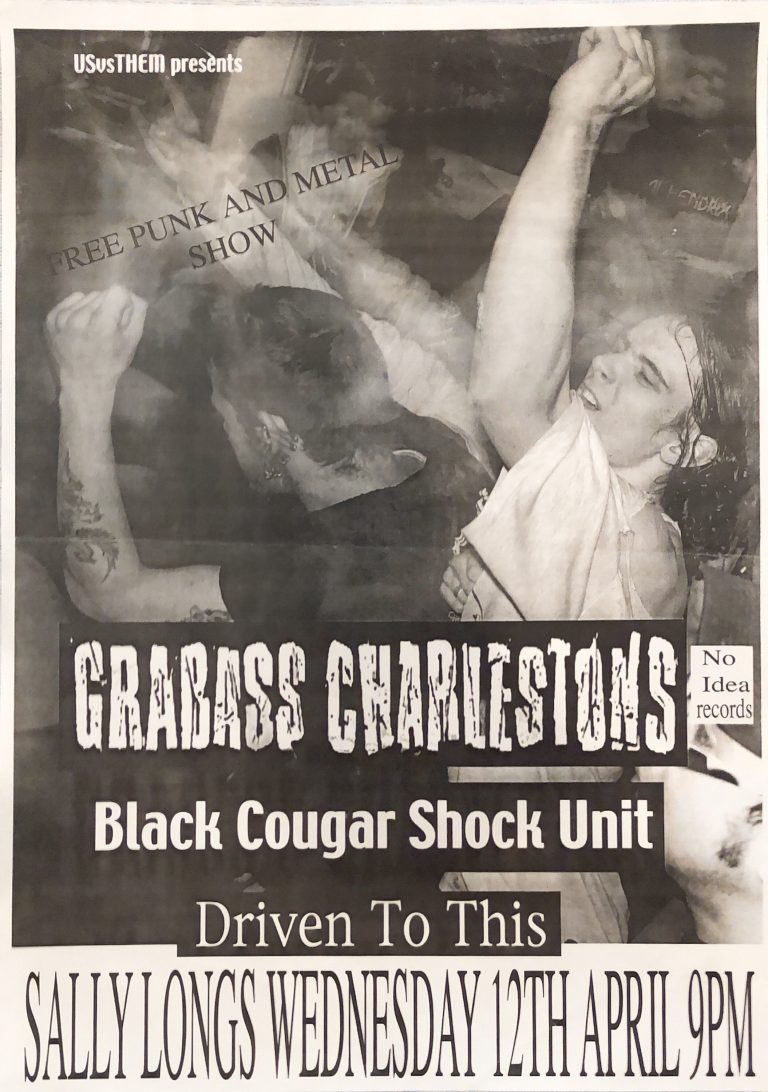 USvsTHEM presents
FREE PUNK AND METAL
SHOW
GRABASS CHARLESTONS
No
Idea
records
Black Cougar Shock Unit
Driven To This
SALLY LONGS WEDNESDAY 12TH APRIL 9PM